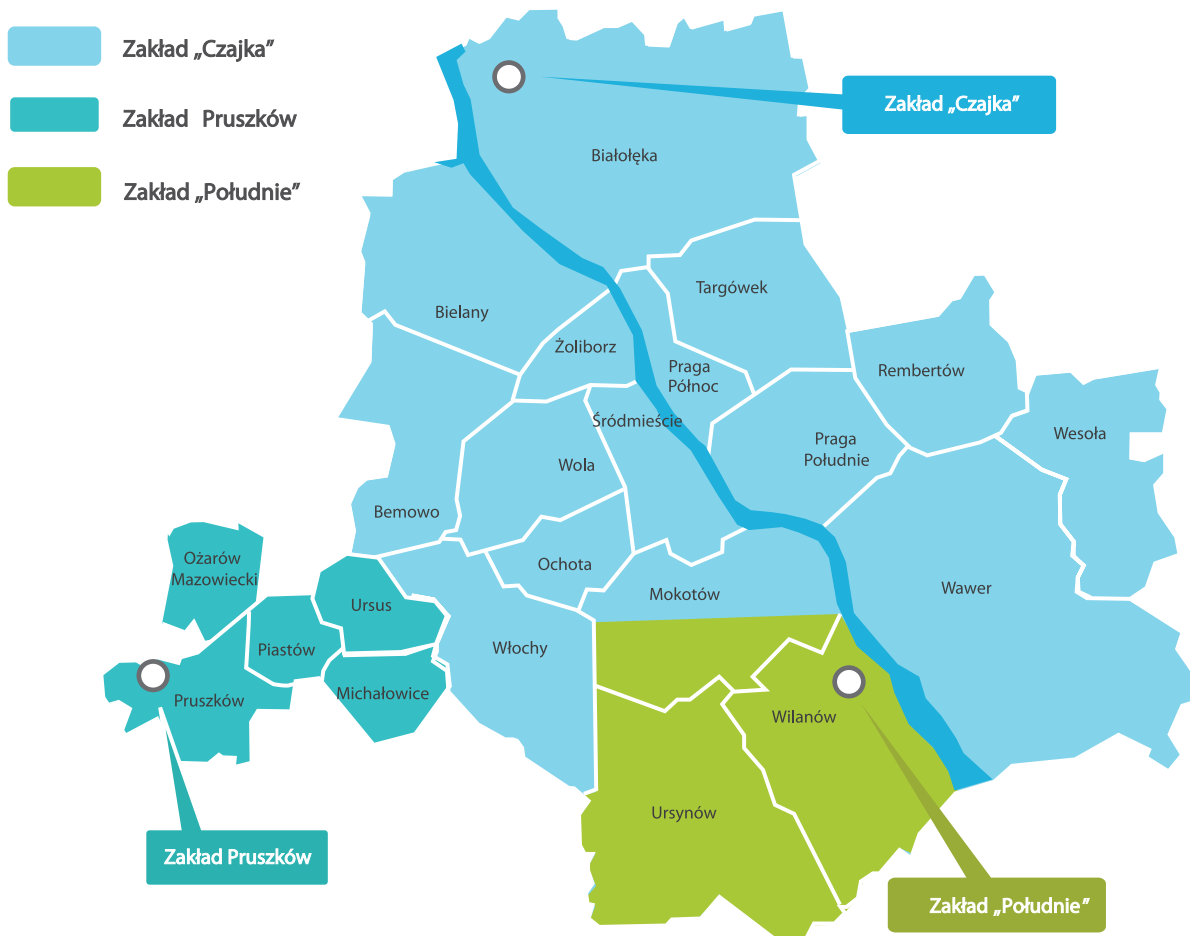 Zakład „Czajka”
Zakład Pruszków
Zakład „Południe”
Zakład „Czajka”
Białołęka
Targówek
Bielany
Żoliborz
Praga
Północ
Rembertów
Śródmieście
Wesoła
Praga
Południe
Wola
Bemowo
Ożarów
Mazowiecki
Ochota
Wawer
Mokotów
Ursus
Włochy
Piastów
Michałowice
Pruszków
Wilanów
Ursynów
Zakład Pruszków
Zakład „Południe”